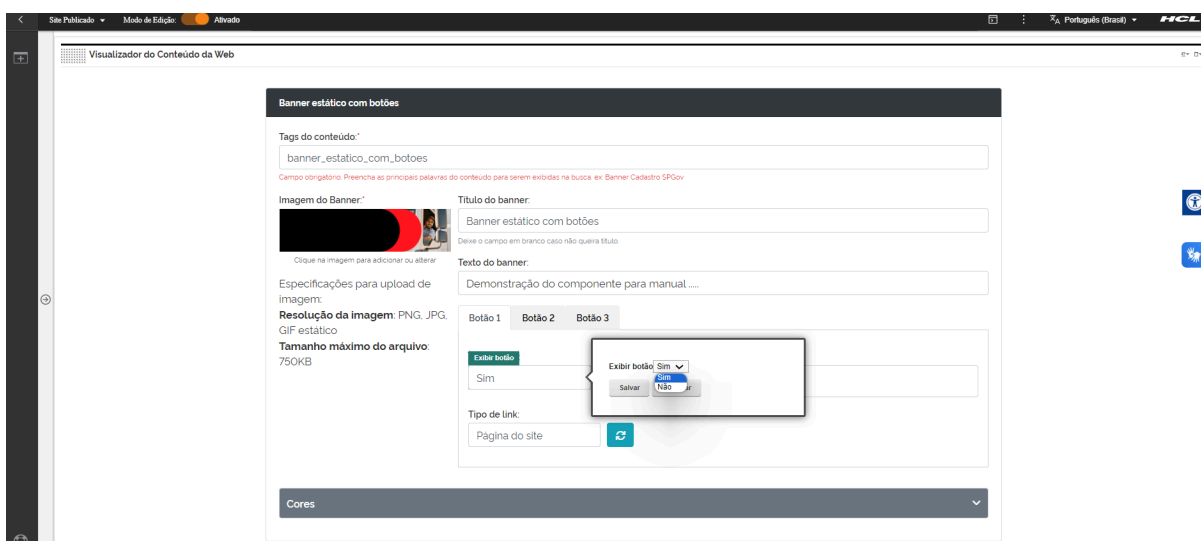 Site Publicado
Modo de Edição:
Ativado
Português (Brasil)
HCL
Visualizador do Conteúdo da Web
Banner estático com botões
Tags do conteúdo:*
banner_estatico_com_botoes
Campo obrigatório. Preencha as principais palavras do conteúdo para serem exibidas na busca, ex: Banner Cadastro SPGov
Imagem do Banner:*
Clique na imagem para adicionar ou alterar
Especificações para upload de
imagem:
Resolução da imagem: PNG, JPG,
GIF estático
Tamanho máximo do arquivo:
750KB
Título do banner:
Banner estático com botões
Deixe o campo em branco caso não queira título.
Texto do banner:
Demonstração do componente para manual .....
Botão 1
Botão 2
Botão 3
Exibir botão
Sim
Exibir botão Sim
Sim
Não
Salvar
Tipo de link:
Página do site
Cores